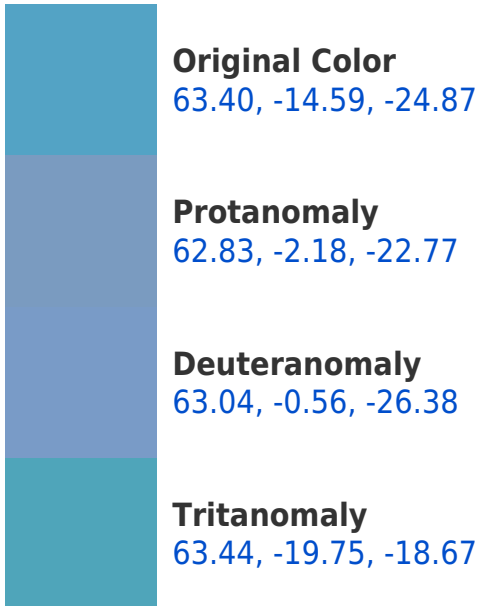 Original Color
63.40, -14.59, -24.87
Protanomaly
62.83, -2.18, -22.77
Deuteranomaly
63.04, -0.56, -26.38
Tritanomaly
63.44, -19.75, -18.67